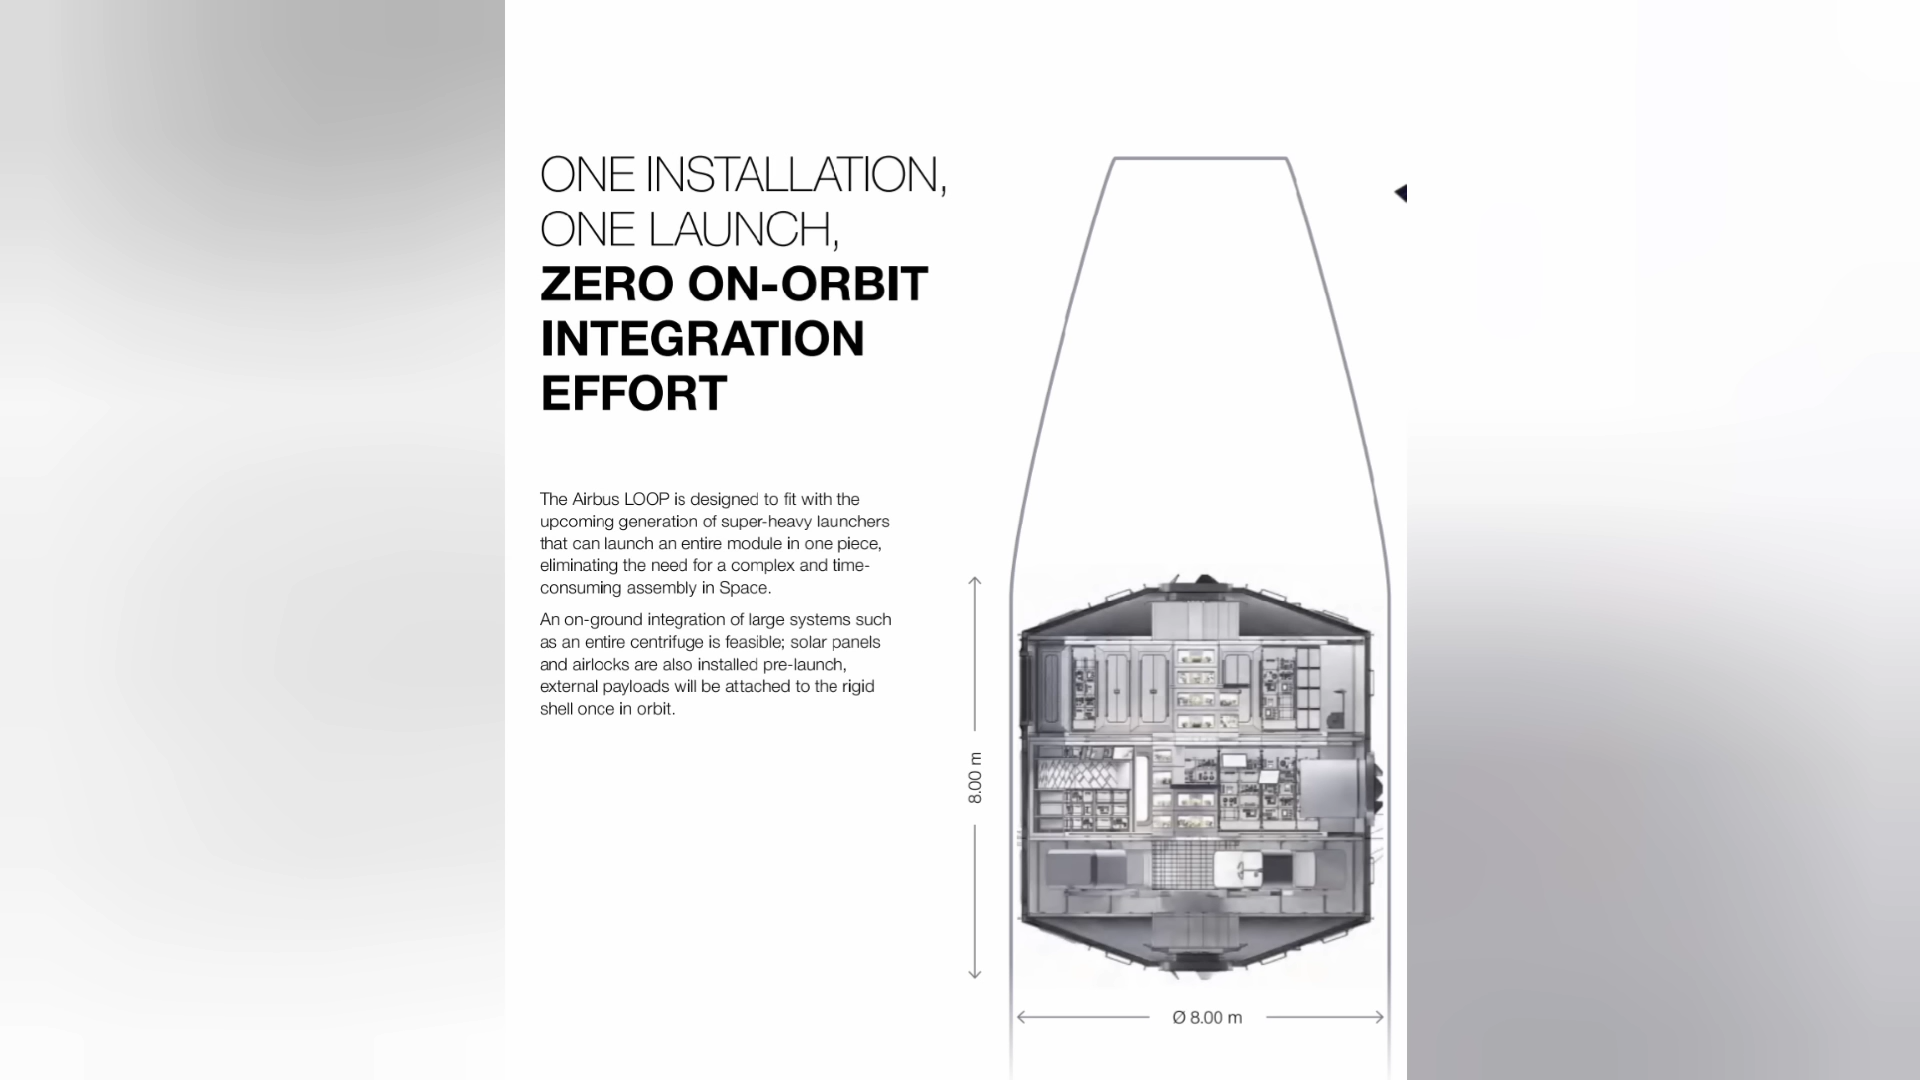 ONE INSTALLATION,
ONE LAUNCH,
ZERO ON-ORBIT
INTEGRATION
EFFORT
The Airbus LOOP is designed to fit with the
upcoming generation of super-heavy launchers
that can launch an entire module in one piece,
eliminating the need for a complex and time-
consuming assembly in Space.
An on-ground integration of large systems such
as an entire centrifuge is feasible; solar panels
and airlocks are also installed pre-launch,
external payloads will be attached to the rigid
shell once in orbit.
8.00 m
Ø 8.00 m